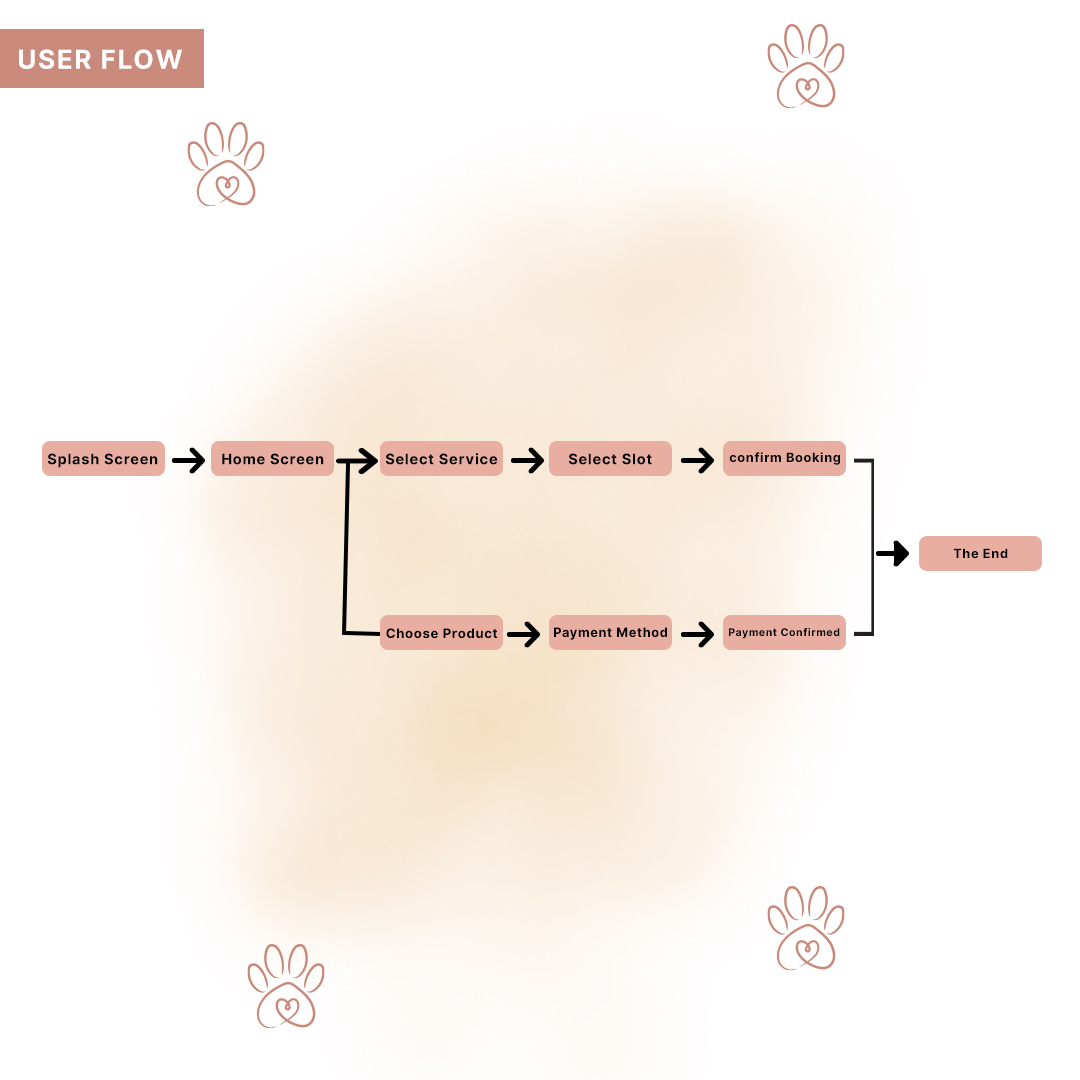 USER FLOW
Splash Screen
Home Screen
Select Service
Select Slot
confirm Booking
The End
Choose Product
Payment Method
Payment Confirmed